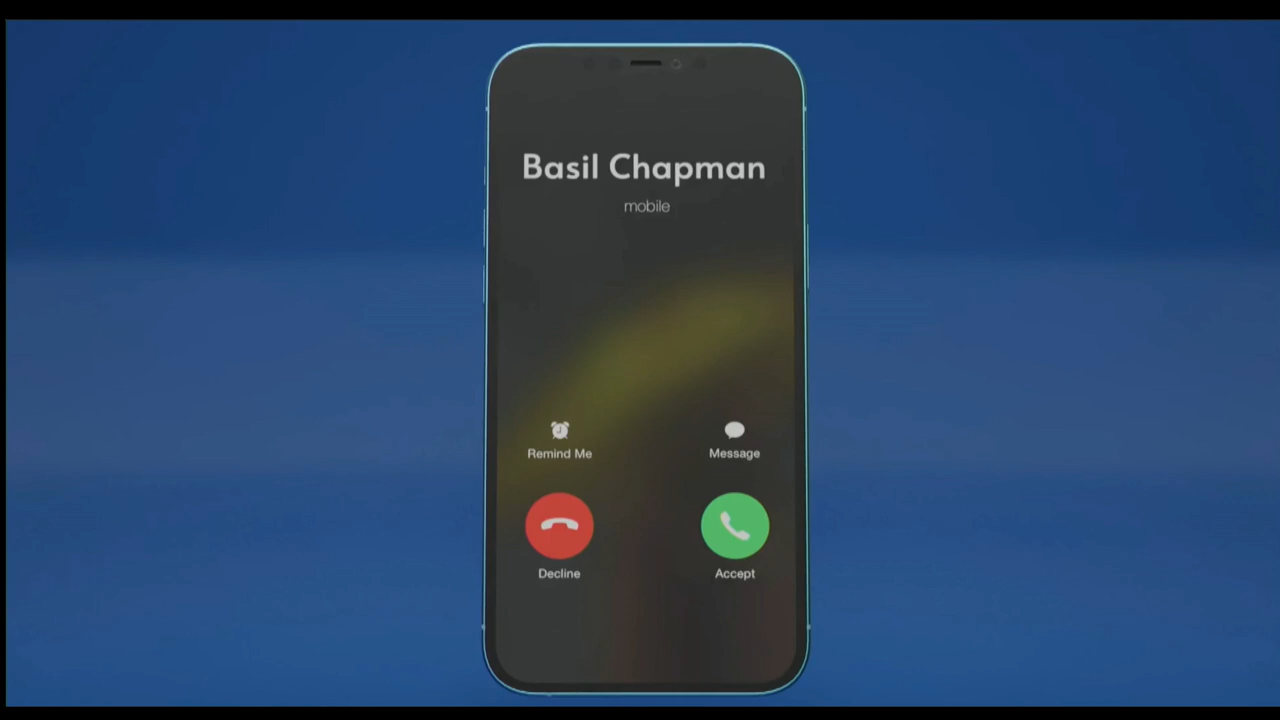 Basil Chapman
mobile
Remind Me
Message
Decline
Accept